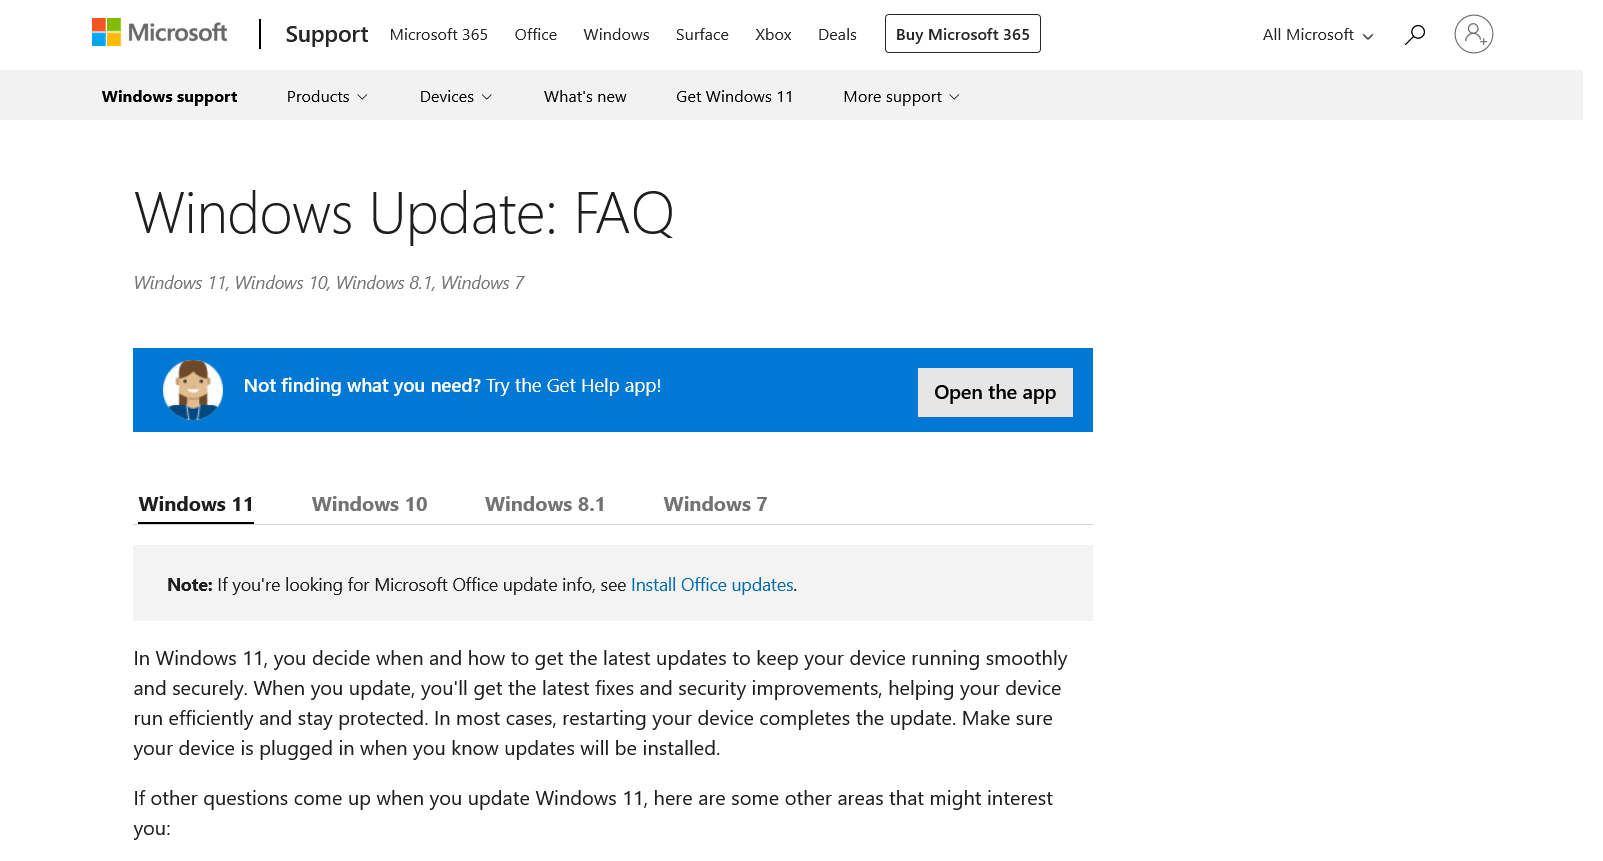 Microsoft Support Microsoft 365 Office Windows Surface Xbox Deals Buy Microsoft 365 All Microsoft
Windows support Products Devices What's new Get Windows 11 More support
Windows Update: FAQ
Windows 11, Windows 10, Windows 8.1, Windows 7
Not finding what you need? Try the Get Help app!
Open the app
Windows 11 Windows 10 Windows 8.1 Windows 7
Note: If you're looking for Microsoft Office update info, see Install Office updates.
In Windows 11, you decide when and how to get the latest updates to keep your device running smoothly
and securely. When you update, you'll get the latest fixes and security improvements, helping your device
run efficiently and stay protected. In most cases, restarting your device completes the update. Make sure
your device is plugged in when you know updates will be installed.
If other questions come up when you update Windows 11, here are some other areas that might interest
you: